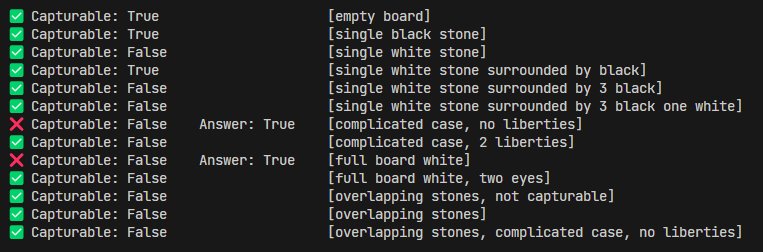 ✅ Capturable: True [empty board]
✅ Capturable: True [single black stone]
✅ Capturable: False [single white stone]
✅ Capturable: True [single white stone surrounded by black]
✅ Capturable: False [single white stone surrounded by 3 black]
✅ Capturable: False [single white stone surrounded by 3 black one white]
❌ Capturable: False Answer: True [complicated case, no liberties]
✅ Capturable: False [complicated case, 2 liberties]
❌ Capturable: False Answer: True [full board white]
✅ Capturable: False [full board white, two eyes]
✅ Capturable: False [overlapping stones, not capturable]
✅ Capturable: False [overlapping stones]
✅ Capturable: False [overlapping stones, complicated case, no liberties]